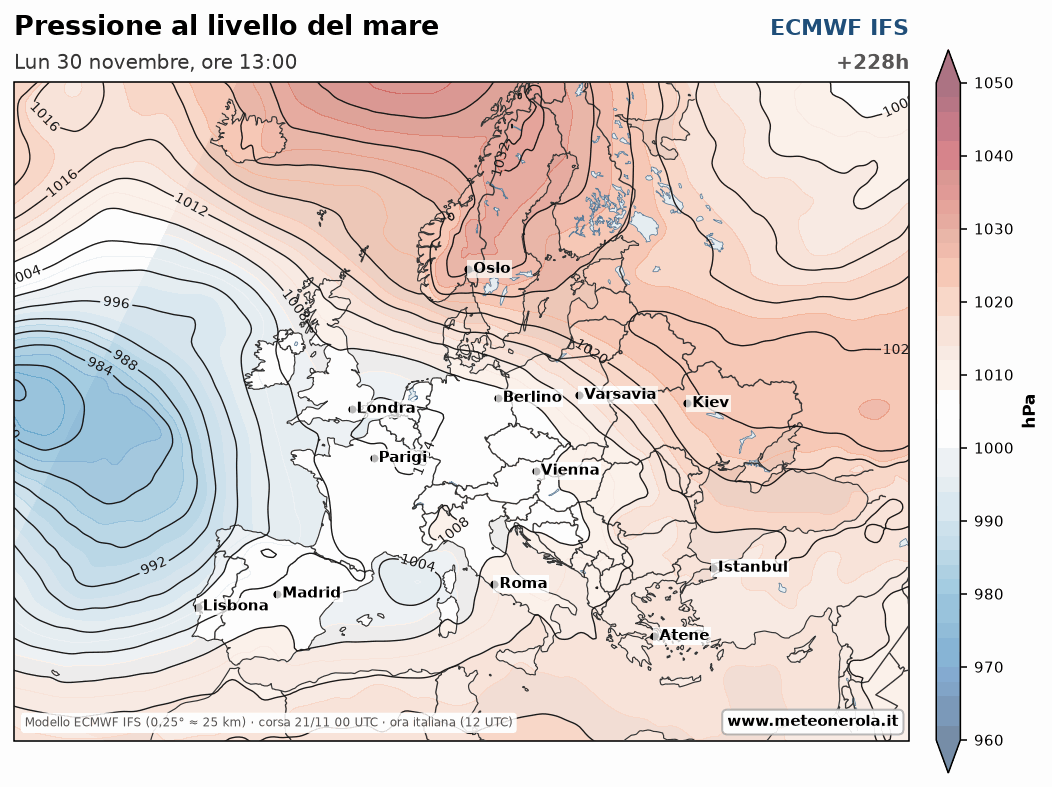 Pressione al livello del mare
ECMWF IFS
Lun 30 novembre, ore 13:00
+228h
1050
1040
1030
1020
1010
1000
990
980
970
960
hPa
1016
100
1032
1016
1012
004
Oslo
996
1008
988
984
1020
102
Londra
Berlino
Varsavia
Kiev
Parigi
Vienna
1008
1004
992
Istanbul
Roma
Madrid
Lisbona
Atene
Modello ECMWF IFS (0,25° ≈ 25 km) · corsa 21/11 00 UTC · ora italiana (12 UTC)
www.meteonerola.it